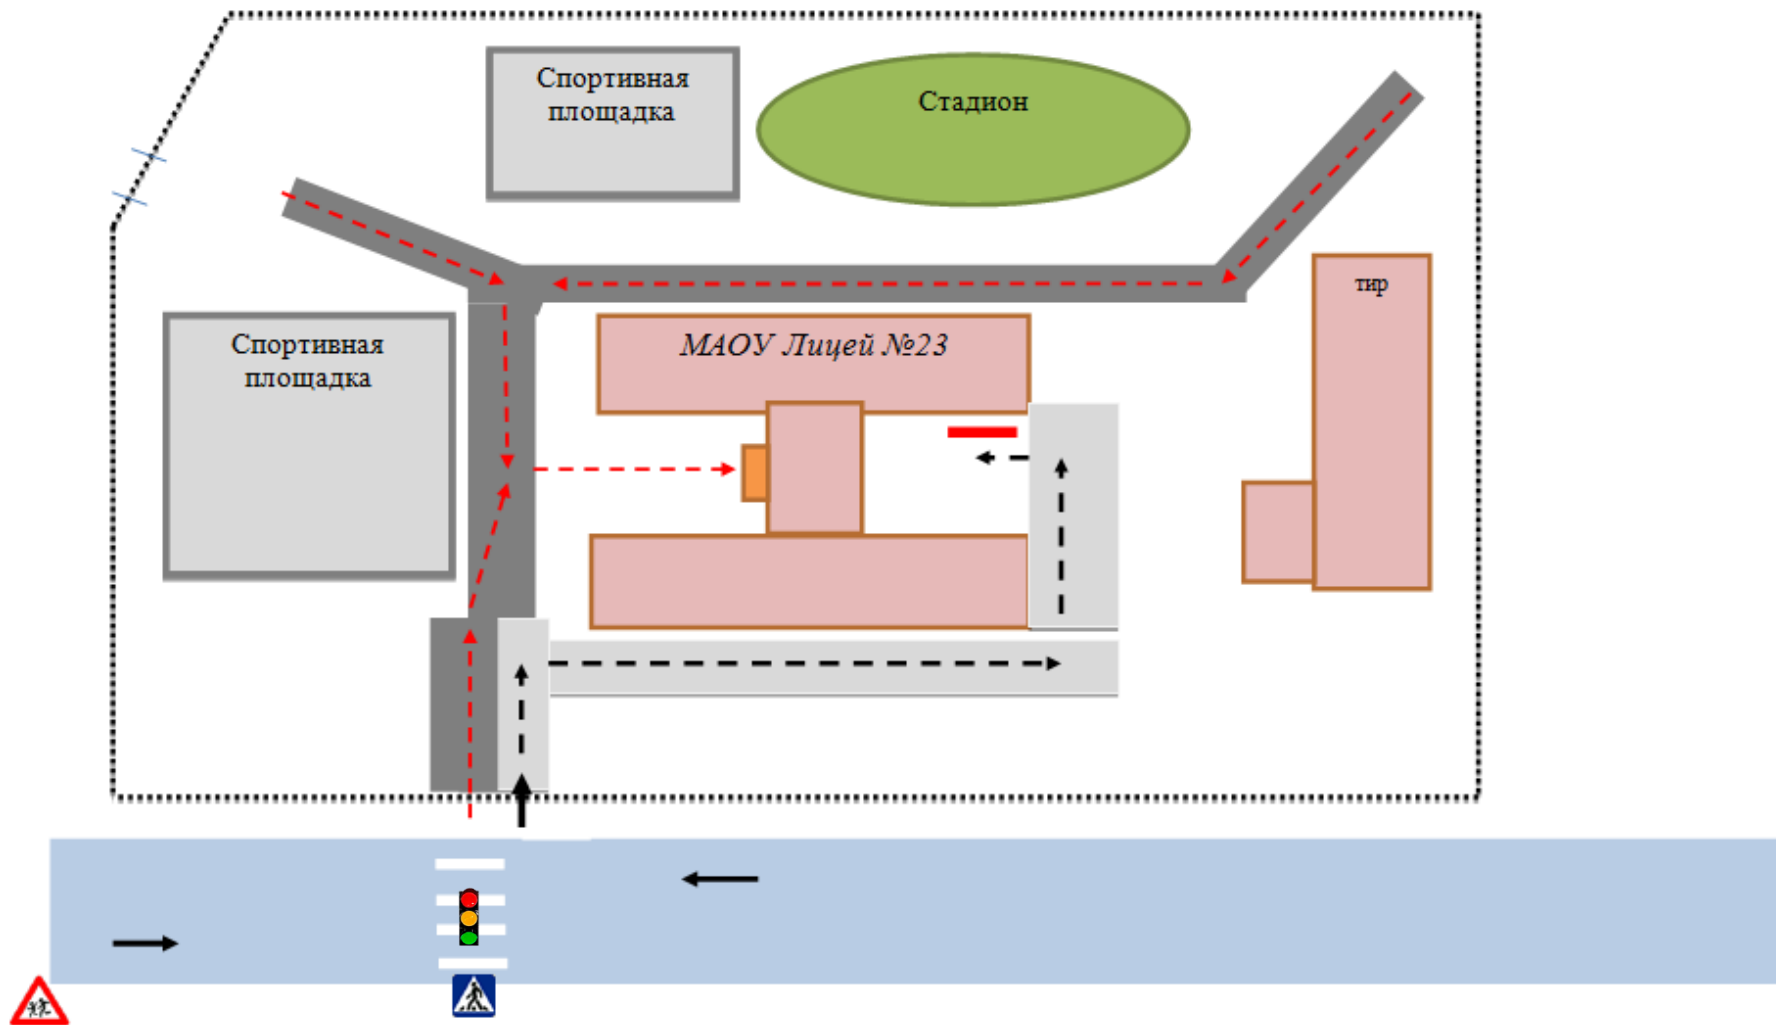 Спортивная
площадка
Стадион
тир
МАОУ Лицей №23
Спортивная
площадка